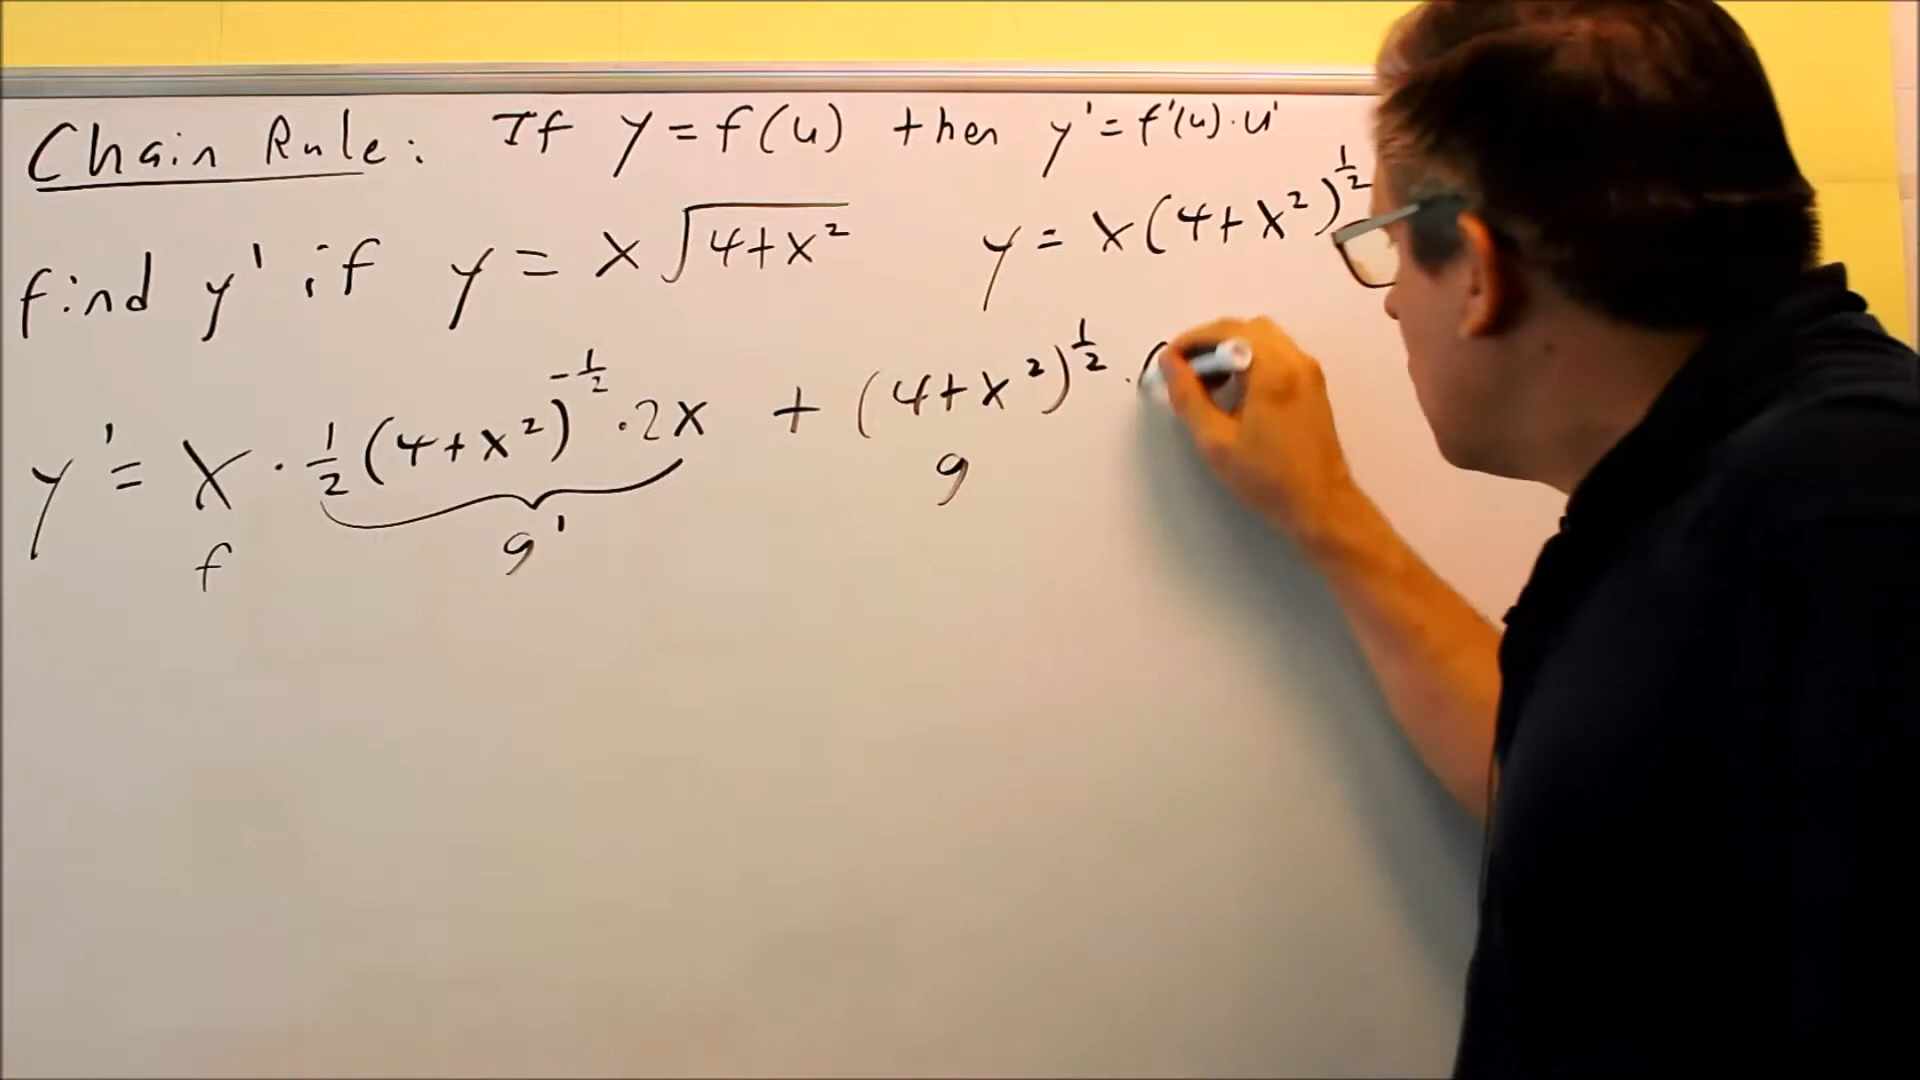 Chain Rule: If y = f(u) then y' = f'(u)·u'
find y' if y = x√(4+x²) y = x(4+x²)^(1/2)
y' = x · 1/2 (4+x²)^(-1/2) · 2x + (4+x²)^(1/2) · (
f g' g